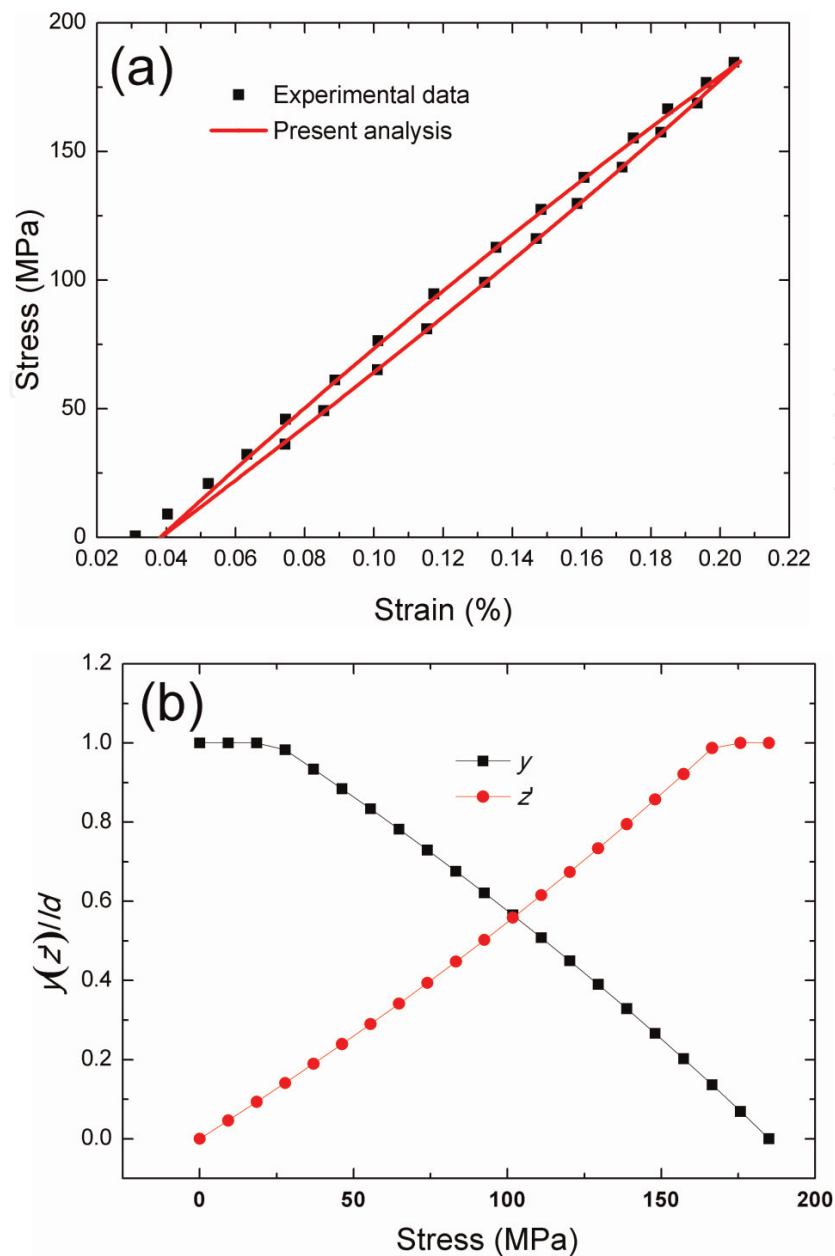 (a)
Experimental data
Present analysis
200
150
100
50
0
Stress (MPa)
0.02 0.04 0.06 0.08 0.10 0.12 0.14 0.16 0.18 0.20 0.22
Strain (%)
(b)
y
z'
1.2
1.0
0.8
0.6
0.4
0.2
0.0
y(z')//d
0 50 100 150 200
Stress (MPa)